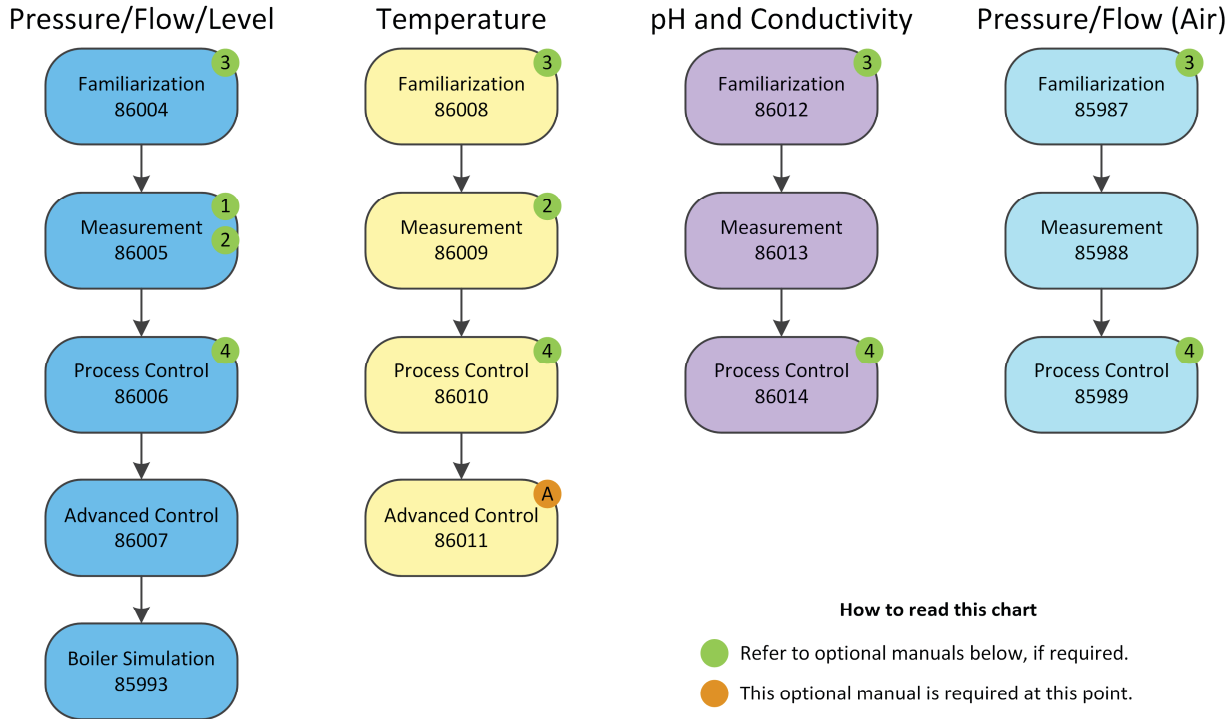 Pressure/Flow/Level
Temperature
pH and Conductivity
Pressure/Flow (Air)
Familiarization
86004
3
Familiarization
86008
3
Familiarization
86012
3
Familiarization
85987
3
Measurement
86005
1
2
Measurement
86009
2
Measurement
86013
Measurement
85988
Process Control
86006
4
Process Control
86010
4
Process Control
86014
4
Process Control
85989
4
Advanced Control
86007
Advanced Control
86011
A
Boiler Simulation
85993
How to read this chart
Refer to optional manuals below, if required.
This optional manual is required at this point.